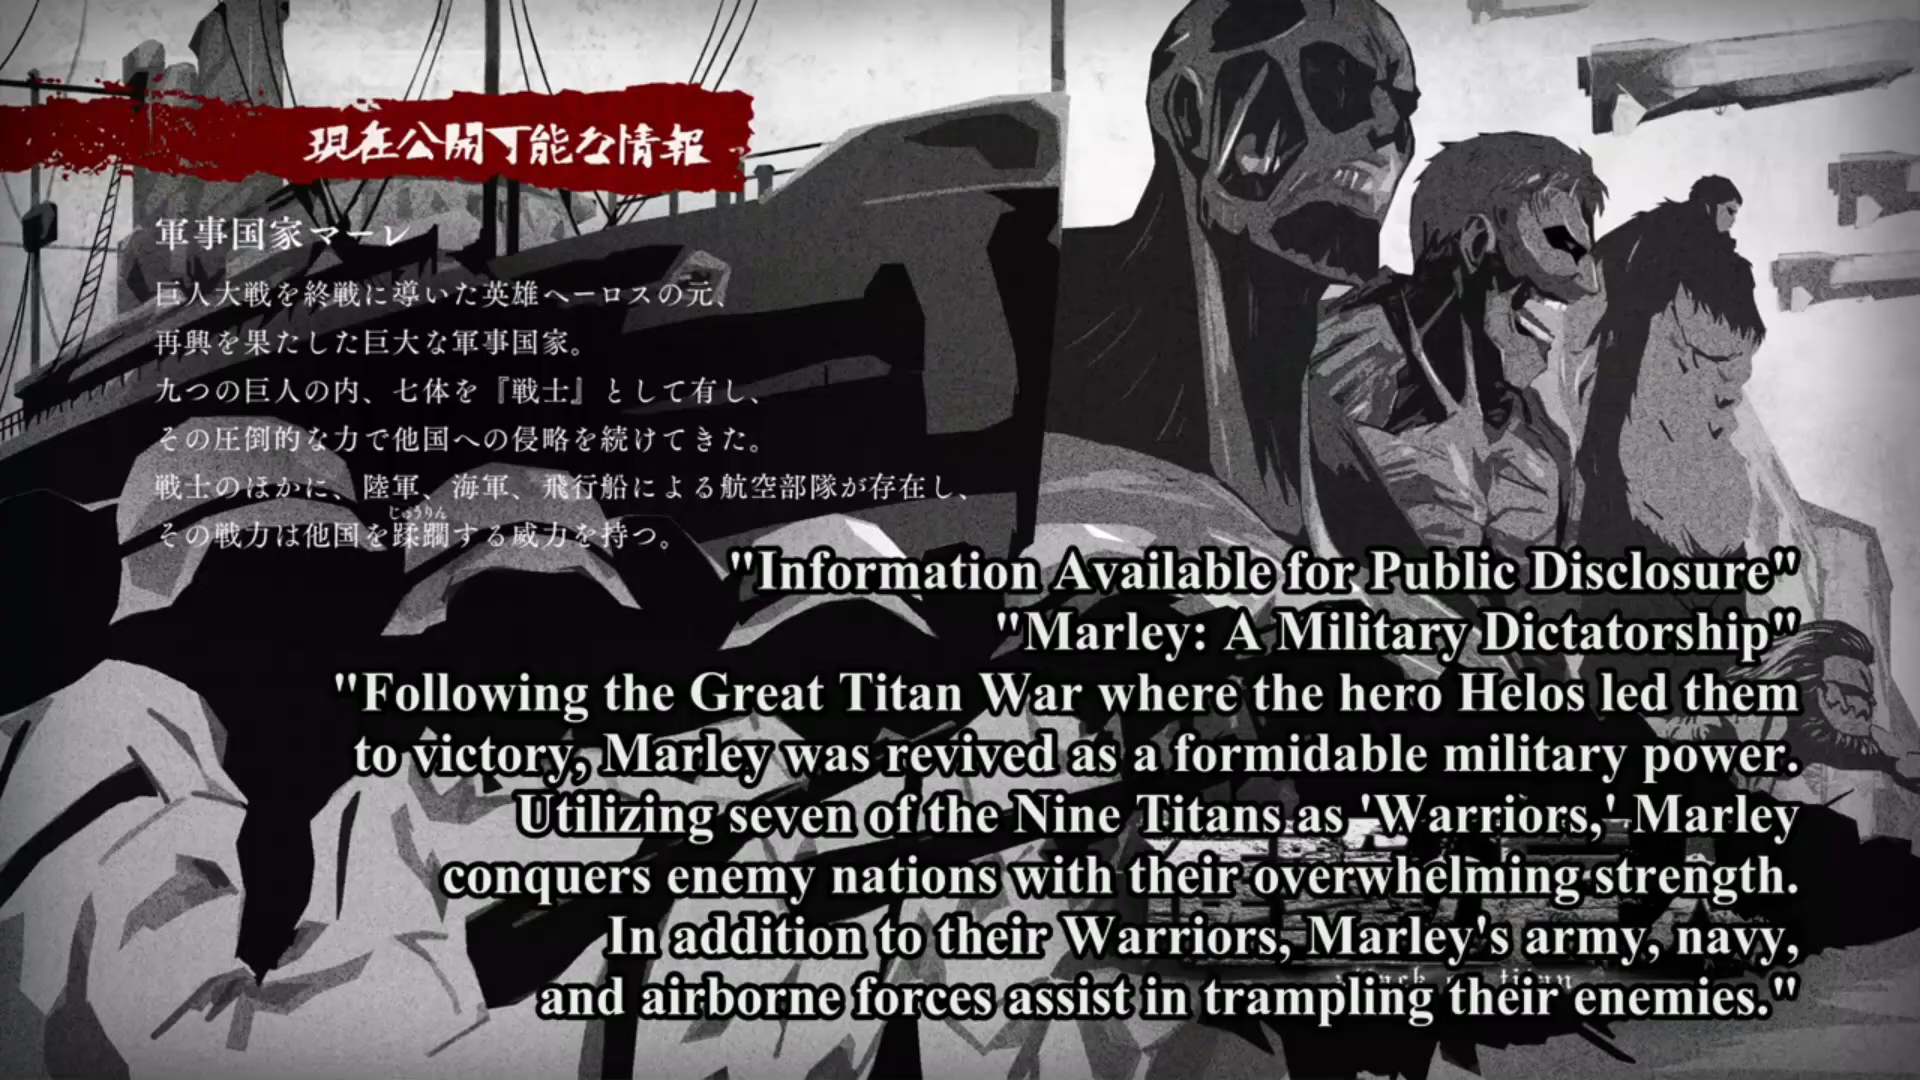 現在公開可能な情報
軍事国家マーレ
巨人大戦を終戦に導いた英雄ヘーロスの元、
再興を果たした巨大な軍事国家。
九つの巨人の内、七体を『戦士』として有し、
その圧倒的な力で他国への侵略を続けてきた。
戦士のほかに、陸軍、海軍、飛行船による航空部隊が存在し、
じゅうりん
その戦力は他国を蹂躙する威力を持つ。
"Information Available for Public Disclosure"
"Marley: A Military Dictatorship"
"Following the Great Titan War where the hero Helos led them
to victory, Marley was revived as a formidable military power.
Utilizing seven of the Nine Titans as 'Warriors,' Marley
conquers enemy nations with their overwhelming strength.
In addition to their Warriors, Marley's army, navy,
and airborne forces assist in trampling their enemies."